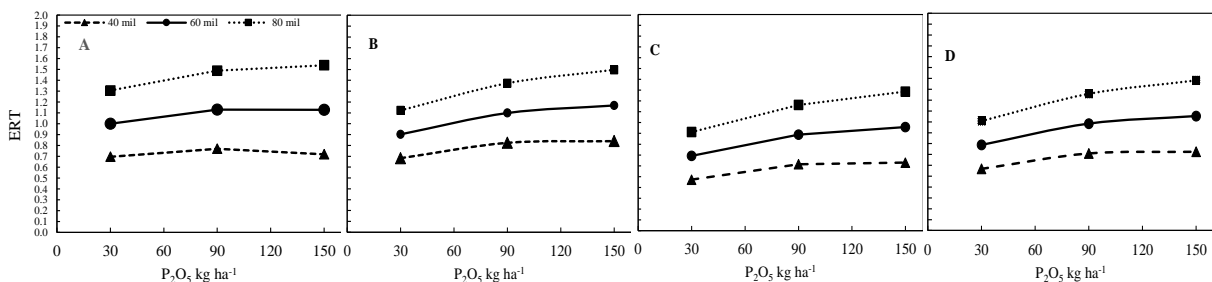 2.0
1.9
1.8
1.7
1.6
1.5
1.4
1.3
1.2
1.1
1.0
0.9
0.8
0.7
0.6
0.5
0.4
0.3
0.2
0.1
0.0
ERT
40 mil 60 mil 80 mil
A
B
C
D
0 30 60 90 120 150
0 30 60 90 120 150
0 30 60 90 120 150
0 30 60 90 120 150
P₂O₅ kg ha⁻¹
P₂O₅ kg ha⁻¹
P₂O₅ kg ha⁻¹
P₂O₅ kg ha⁻¹